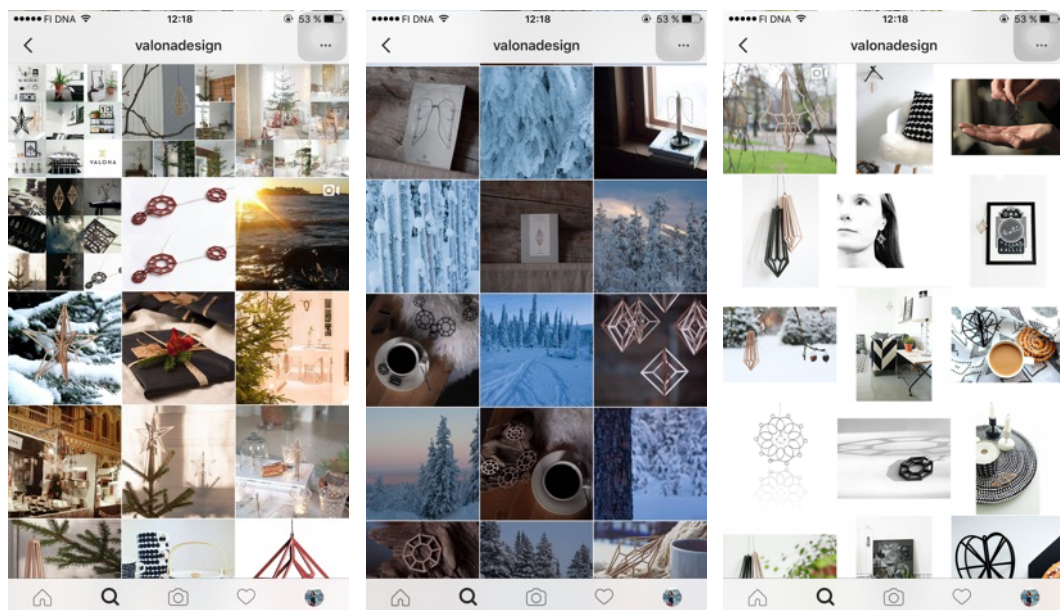 ●●●●● FI DNA 12:18 53 %
valonadesign
VALONA
●●●●● FI DNA 12:18 53 %
valonadesign
●●●●● FI DNA 12:18 53 %
valonadesign